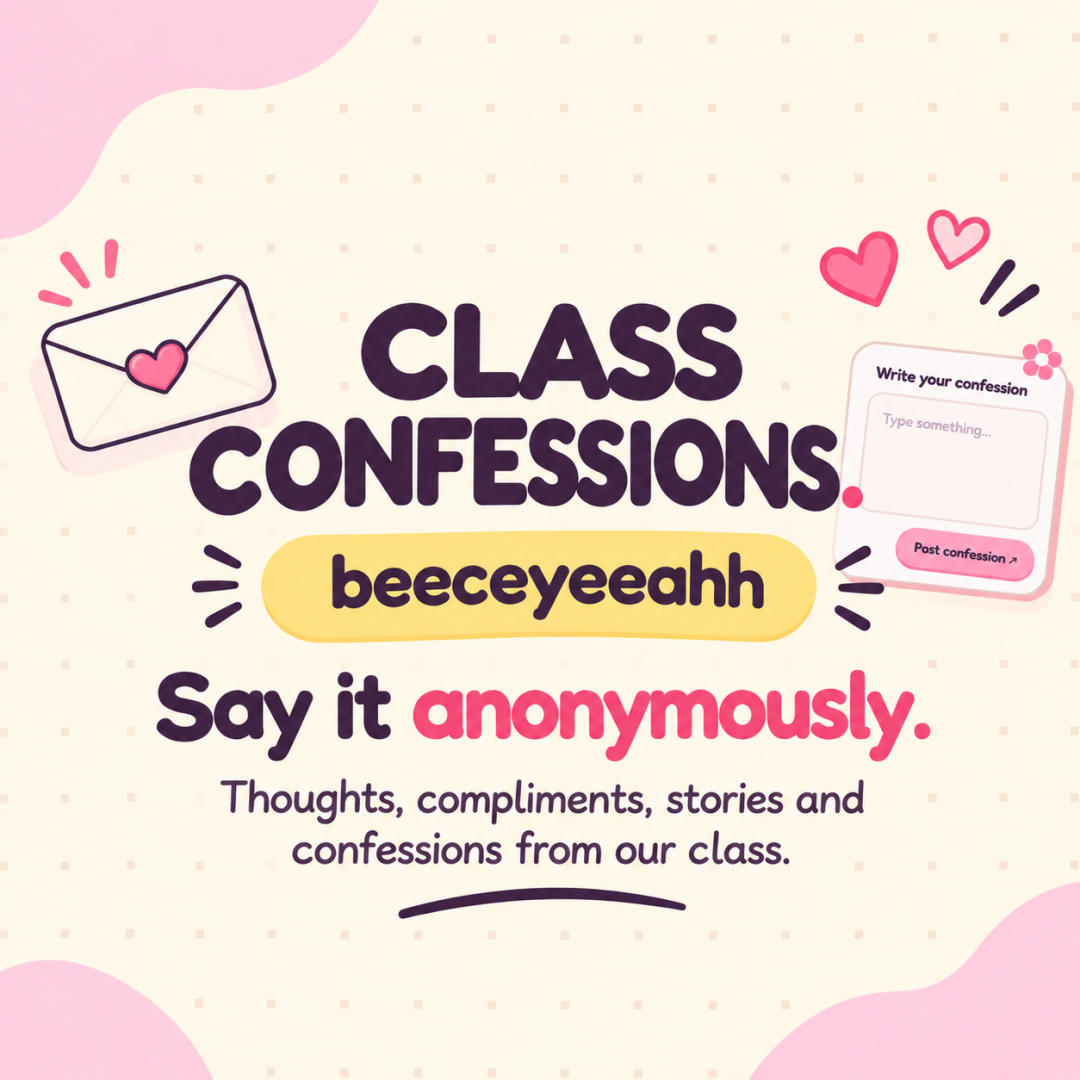 CLASS
CONFESSIONS.
beeceyeeahh
Say it anonymously.
Thoughts, compliments, stories and
confessions from our class.
Write your confession
Type something...
Post confession ↗